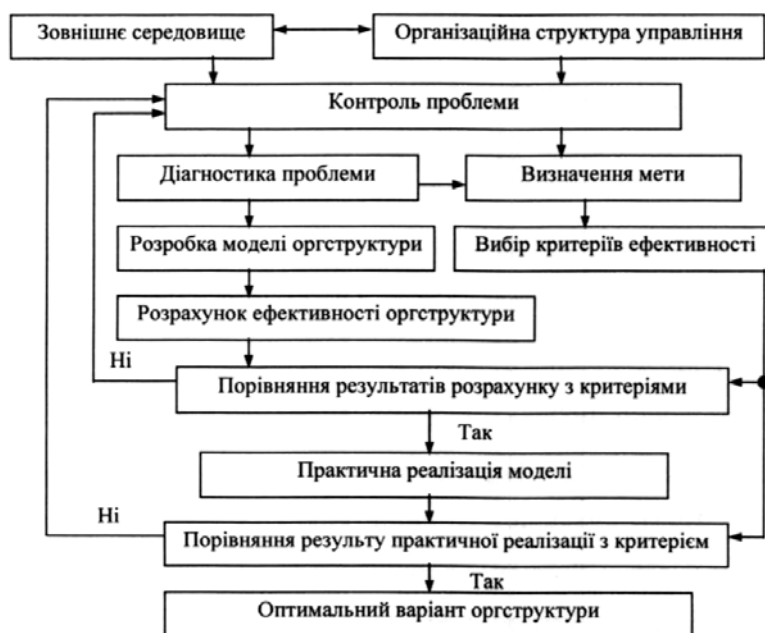 Зовнішнє середовище
Організаційна структура управління
Контроль проблеми
Діагностика проблеми
Визначення мети
Розробка моделі оргструктури
Вибір критеріїв ефективності
Розрахунок ефективності оргструктури
Ні
Порівняння результатів розрахунку з критеріями
Так
Практична реалізація моделі
Ні
Порівняння результу практичної реалізації з критерієм
Так
Оптимальний варіант оргструктури